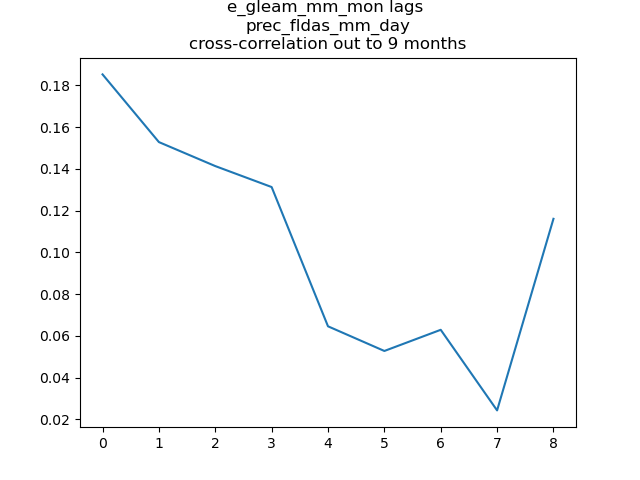 e_gleam_mm_mon lags
prec_fldas_mm_day
cross-correlation out to 9 months
0.18
0.16
0.14
0.12
0.10
0.08
0.06
0.04
0.02
0 1 2 3 4 5 6 7 8